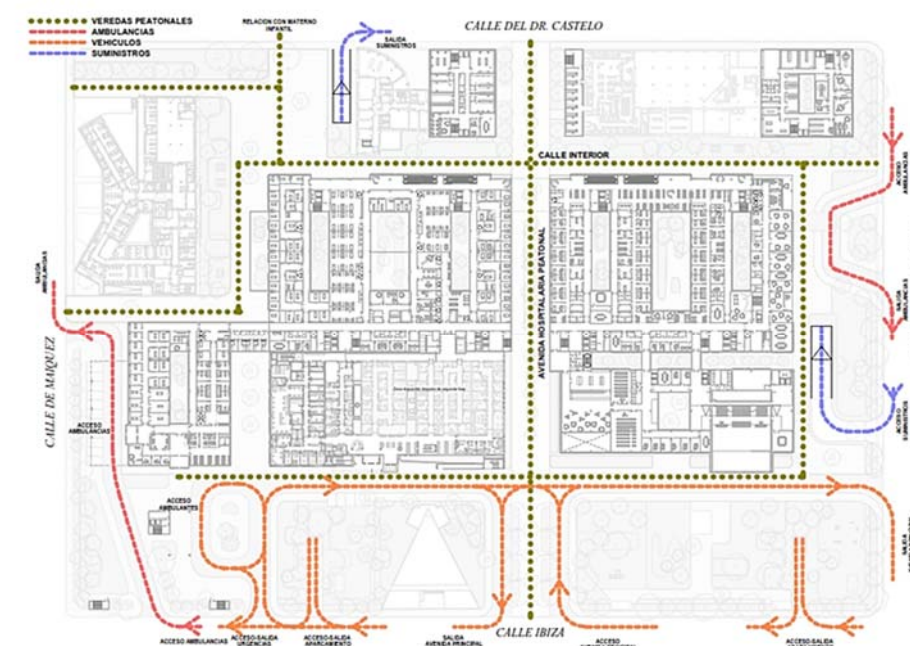 VEREDAS PEATONALES
AMBULANCIAS
VEHICULOS
SUMINISTROS
RELACION CON MATERNO
INFANTIL
SALIDA
SUMINISTROS
CALLE DEL DR. CASTELO
CALLE INTERIOR
ACCESO
AMBULANCIAS
SALIDA
AMBULANCIAS
SALIDA
AMBULANCIAS
AVENIDA HOSPITALARIA PEATONAL
CALLE DE MAIQUEZ
ACCESO
AMBULANCIAS
ACCESO
SUMINISTROS
ACCESO
AMBULANTES
SALIDA
ACCESO AMBULANCIAS
ACCESO-SALIDA
URGENCIAS
ACCESO-SALIDA
APARCAMIENTO
SALIDA
AVENIDA PRINCIPAL
CALLE IBIZA
ACCESO
ACCESO-SALIDA